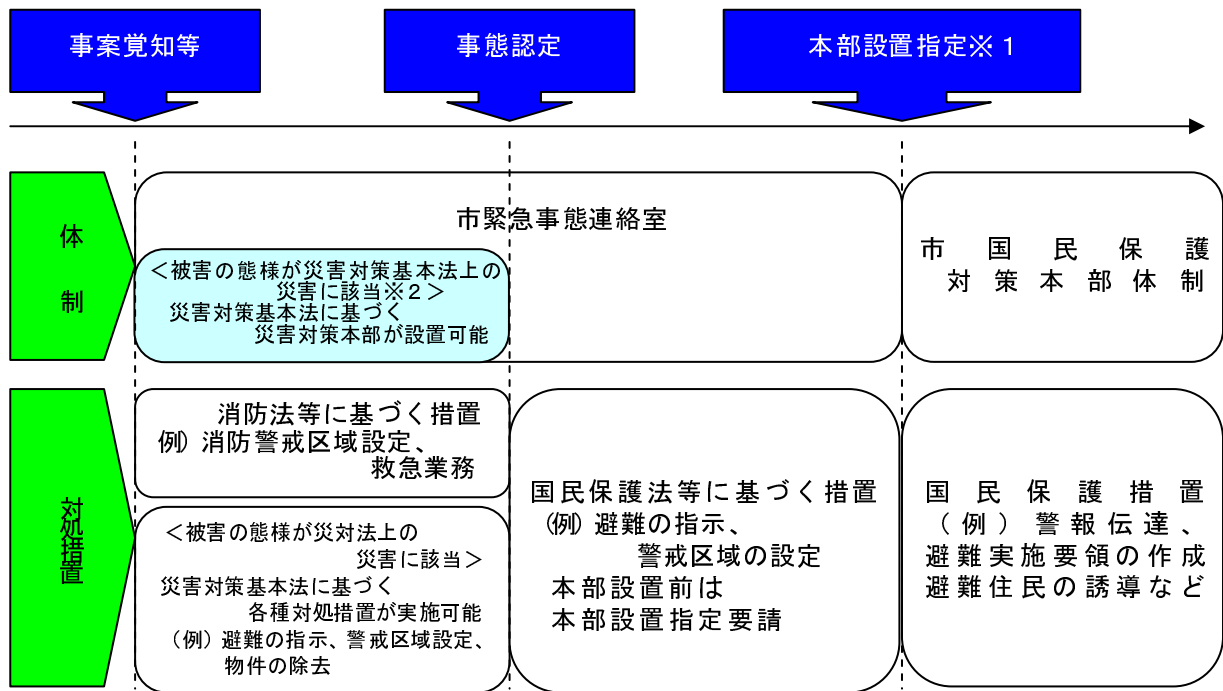 事案覚知等
事態認定
本部設置指定※１
体制
市緊急事態連絡室
＜被害の態様が災害対策基本法上の
災害に該当※２＞
災害対策基本法に基づく
災害対策本部が設置可能
市国民保護
対策本部体制
対処措置
消防法等に基づく措置
例）消防警戒区域設定、
救急業務
＜被害の態様が災対法上の
災害に該当＞
災害対策基本法に基づく
各種対処措置が実施可能
（例）避難の指示、警戒区域設定、
物件の除去
国民保護法等に基づく措置
（例）避難の指示、
警戒区域の設定
本部設置前は
本部設置指定要請
国民保護措置
（例）警報伝達、
避難実施要領の作成
避難住民の誘導など